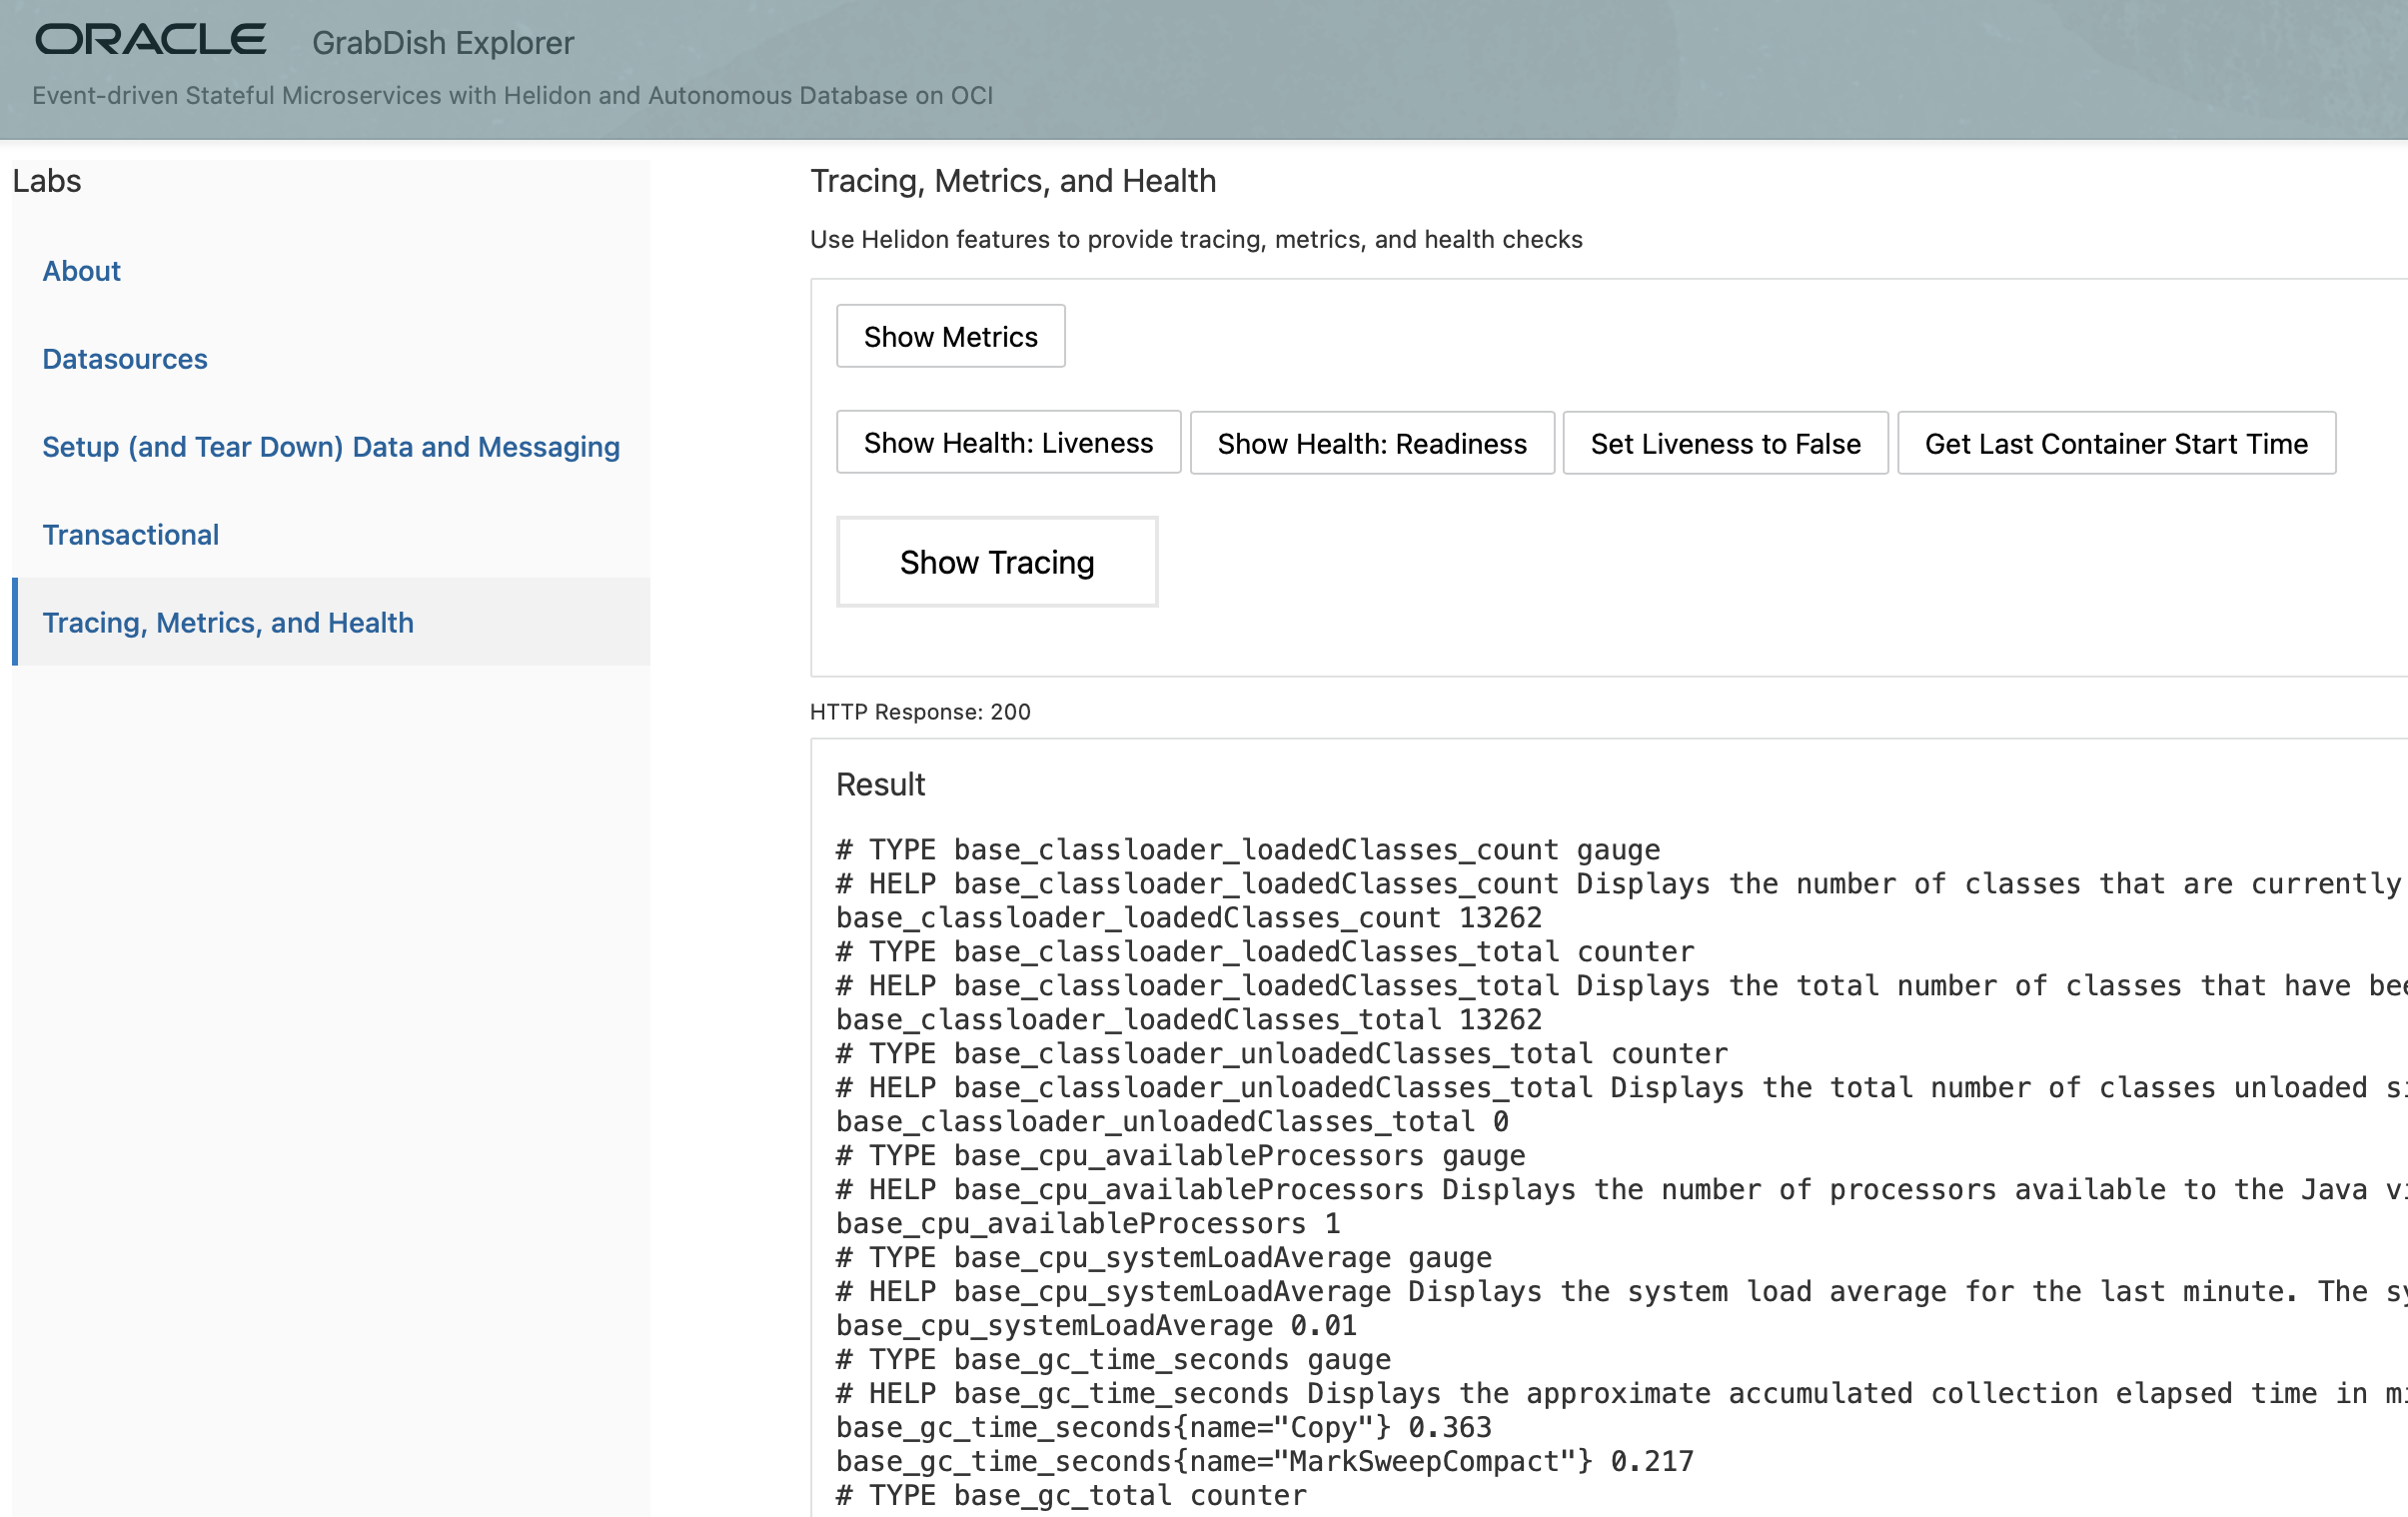 ORACLE GrabDish Explorer
Event-driven Stateful Microservices with Helidon and Autonomous Database on OCI
Labs
About
Datasources
Setup (and Tear Down) Data and Messaging
Transactional
Tracing, Metrics, and Health
Tracing, Metrics, and Health
Use Helidon features to provide tracing, metrics, and health checks
Show Metrics
Show Health: Liveness Show Health: Readiness Set Liveness to False Get Last Container Start Time
Show Tracing
HTTP Response: 200
Result
# TYPE base_classloader_loadedClasses_count gauge
# HELP base_classloader_loadedClasses_count Displays the number of classes that are currently
base_classloader_loadedClasses_count 13262
# TYPE base_classloader_loadedClasses_total counter
# HELP base_classloader_loadedClasses_total Displays the total number of classes that have
base_classloader_loadedClasses_total 13262
# TYPE base_classloader_unloadedClasses_total counter
# HELP base_classloader_unloadedClasses_total Displays the total number of classes unloaded
base_classloader_unloadedClasses_total 0
# TYPE base_cpu_availableProcessors gauge
# HELP base_cpu_availableProcessors Displays the number of processors available to the Java
base_cpu_availableProcessors 1
# TYPE base_cpu_systemLoadAverage gauge
# HELP base_cpu_systemLoadAverage Displays the system load average for the last minute. The
base_cpu_systemLoadAverage 0.01
# TYPE base_gc_time_seconds gauge
# HELP base_gc_time_seconds Displays the approximate accumulated collection elapsed time in
base_gc_time_seconds{name="Copy"} 0.363
base_gc_time_seconds{name="MarkSweepCompact"} 0.217
# TYPE base_gc_total counter